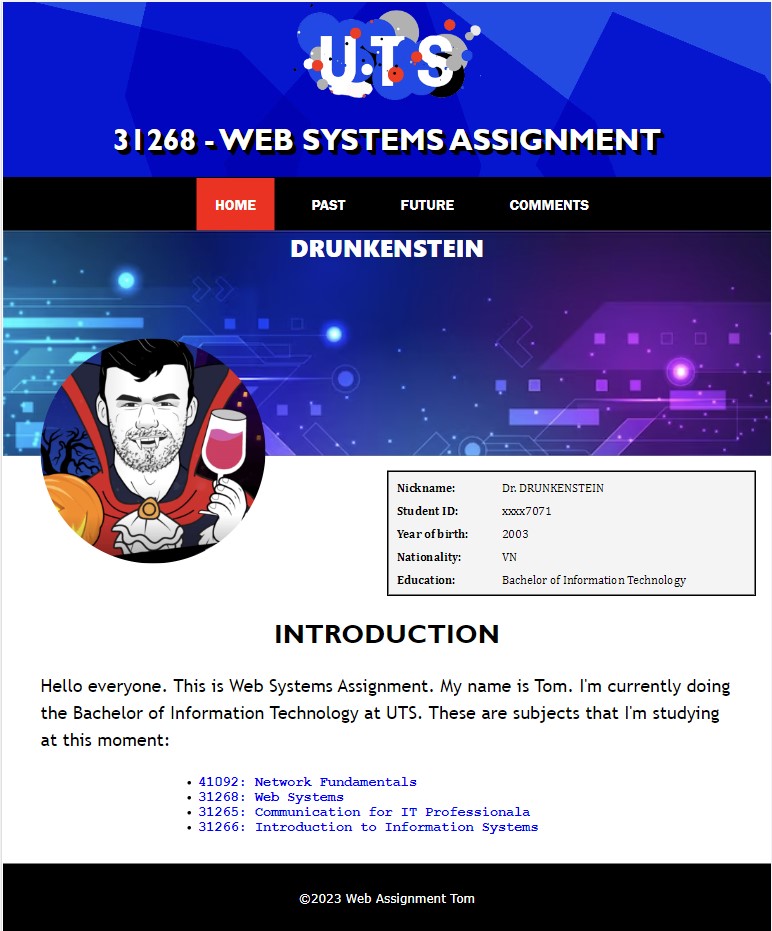 UTS
31268 - WEB SYSTEMS ASSIGNMENT
HOME PAST FUTURE COMMENTS
DRUNKENSTEIN
Nickname: Dr. DRUNKENSTEIN
Student ID: xxxx7071
Year of birth: 2003
Nationality: VN
Education: Bachelor of Information Technology
INTRODUCTION
Hello everyone. This is Web Systems Assignment. My name is Tom. I'm currently doing
the Bachelor of Information Technology at UTS. These are subjects that I'm studying
at this moment:
• 41092: Network Fundamentals
• 31268: Web Systems
• 31265: Communication for IT Professionala
• 31266: Introduction to Information Systems
©2023 Web Assignment Tom